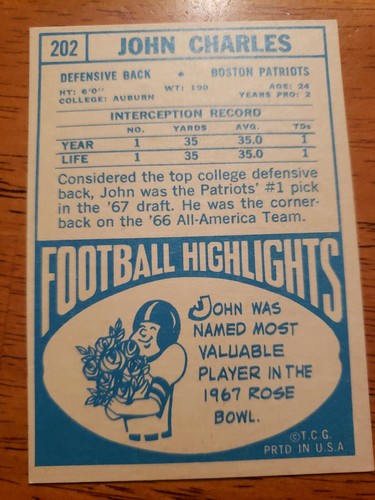 202 JOHN CHARLES
DEFENSIVE BACK • BOSTON PATRIOTS
HT: 6'0" WT: 190 AGE: 24
COLLEGE: AUBURN YEARS PRO: 2
INTERCEPTION RECORD
NO. YARDS AVG. TDs
YEAR 1 35 35.0 1
LIFE 1 35 35.0 1
Considered the top college defensive
back, John was the Patriots' #1 pick
in the '67 draft. He was the corner-
back on the '66 All-America Team.
FOOTBALL HIGHLIGHTS
JOHN WAS
NAMED MOST
VALUABLE
PLAYER IN THE
1967 ROSE
BOWL.
©T.C.G.
PRTD IN U.S.A